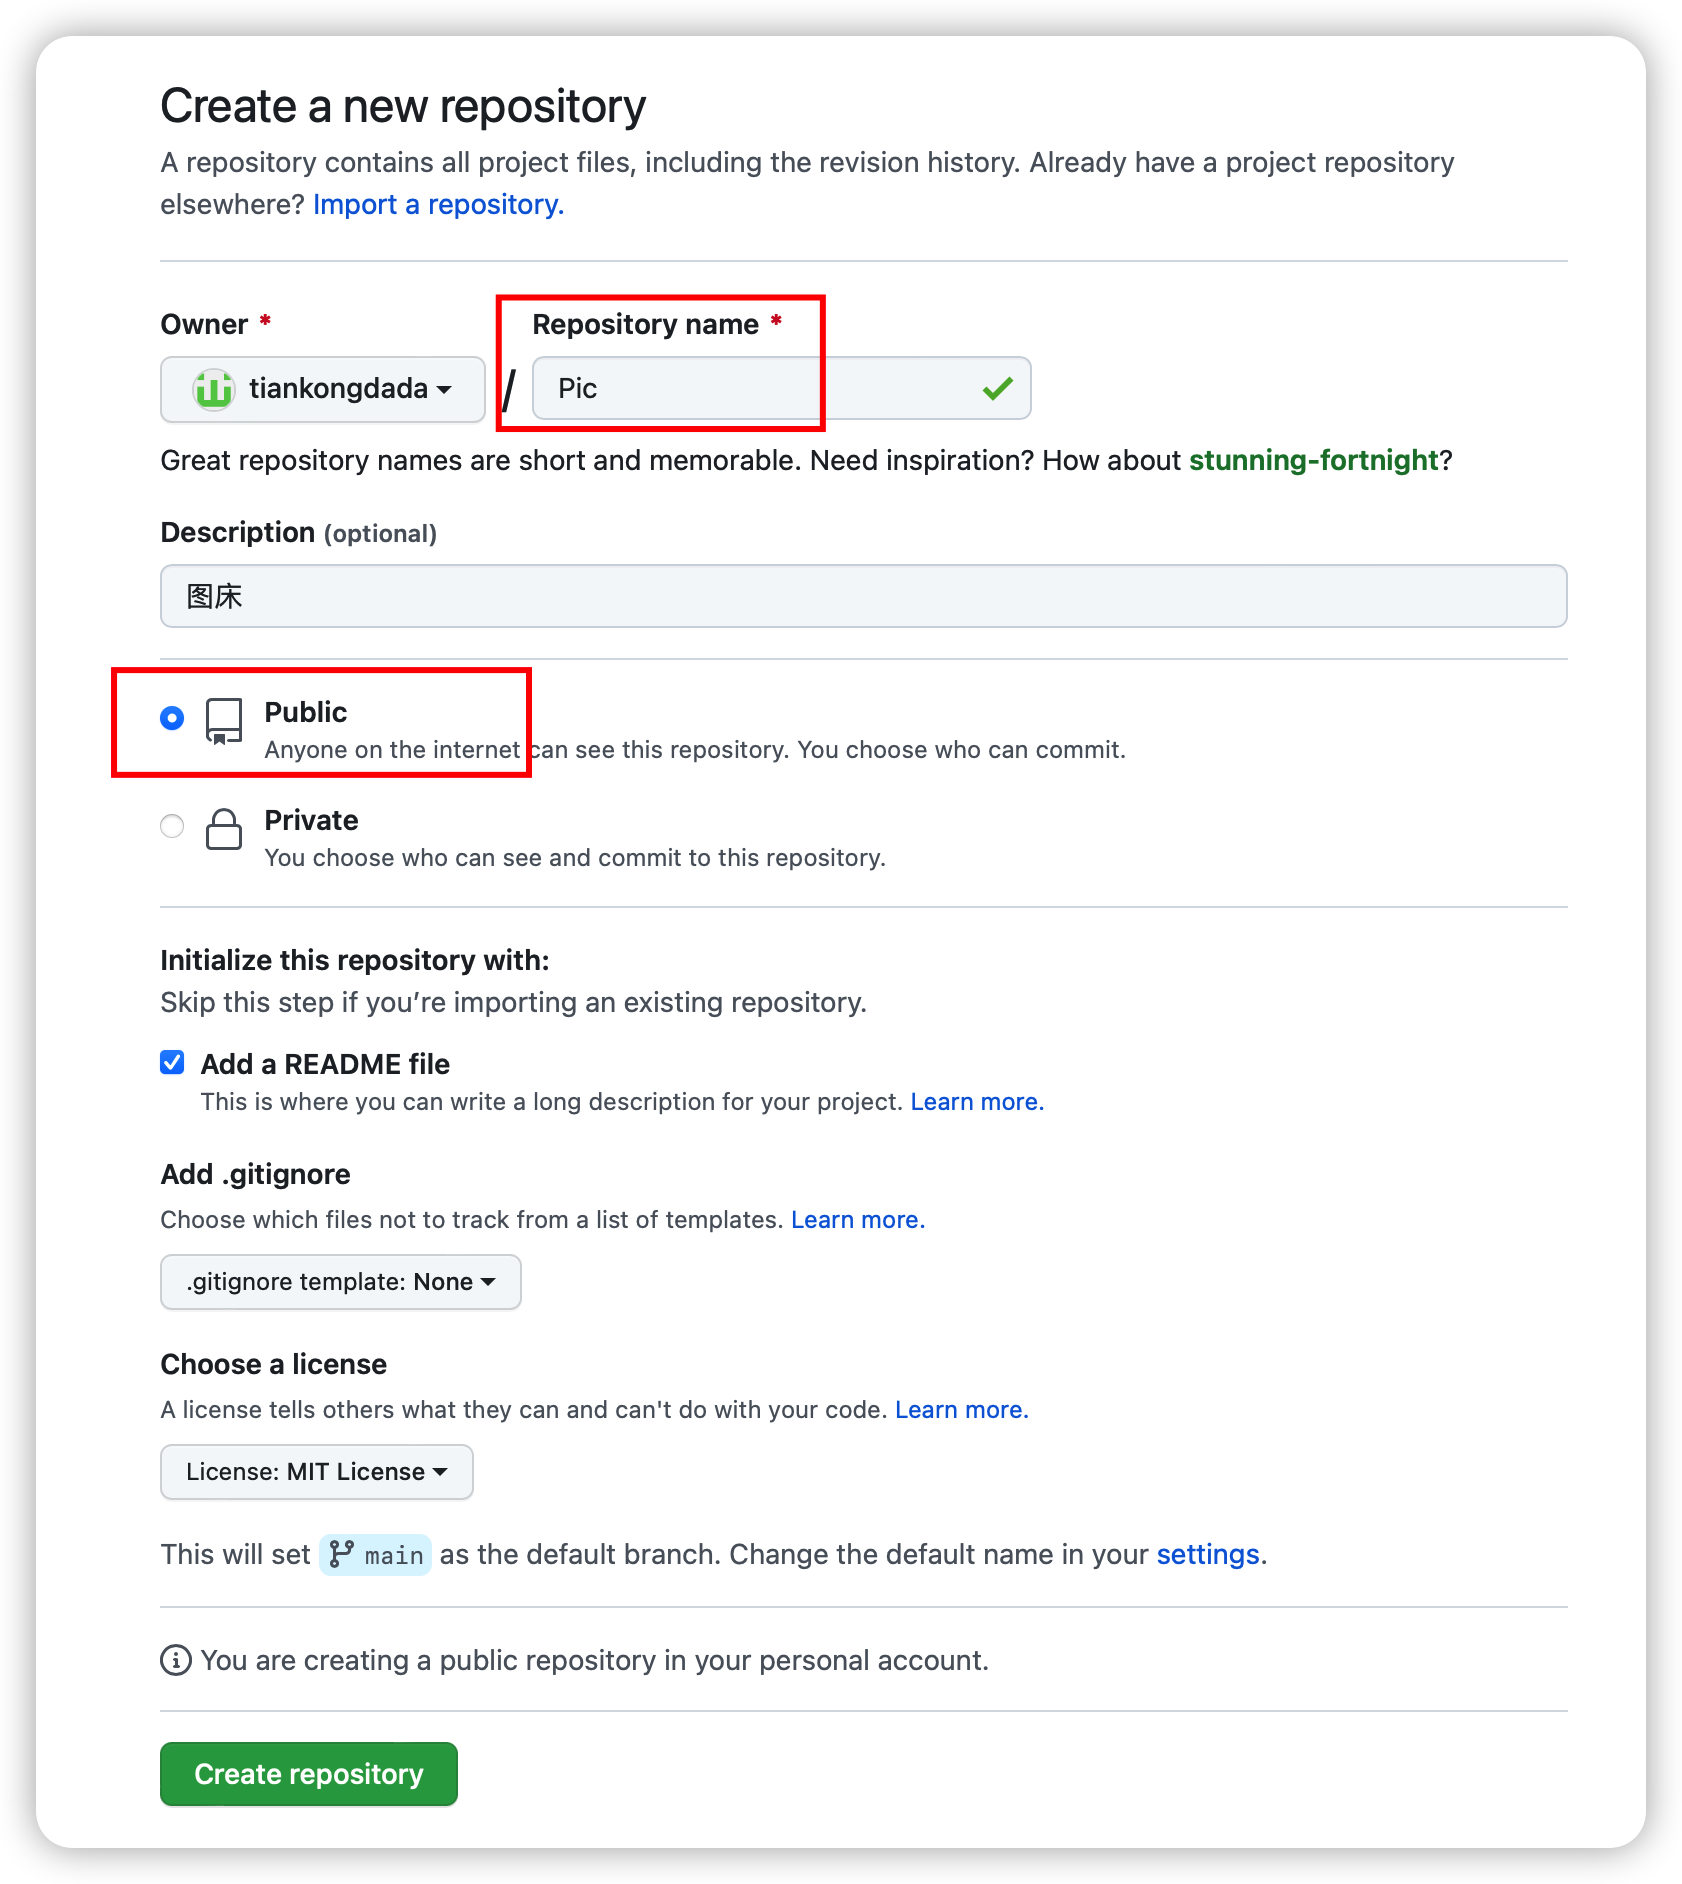 Create a new repository
A repository contains all project files, including the revision history. Already have a project repository
elsewhere? Import a repository.
Owner *
Repository name *
tiankongdada
/
Pic
Great repository names are short and memorable. Need inspiration? How about stunning-fortnight?
Description (optional)
图床
Public
Anyone on the internet can see this repository. You choose who can commit.
Private
You choose who can see and commit to this repository.
Initialize this repository with:
Skip this step if you’re importing an existing repository.
Add a README file
This is where you can write a long description for your project. Learn more.
Add .gitignore
Choose which files not to track from a list of templates. Learn more.
.gitignore template: None
Choose a license
A license tells others what they can and can't do with your code. Learn more.
License: MIT License
This will set main as the default branch. Change the default name in your settings.
You are creating a public repository in your personal account.
Create repository